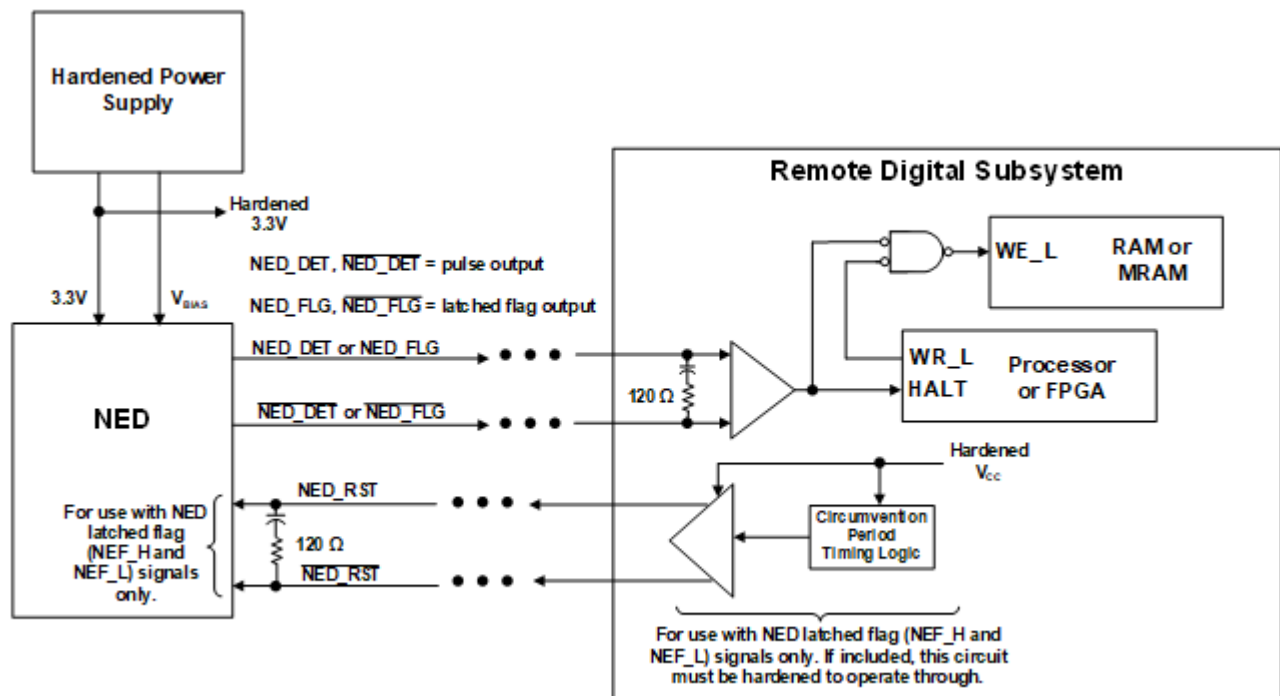 Hardened Power
Supply
Remote Digital Subsystem
Hardened
3.3V
NED_DET, NED_DET = pulse output
NED_FLG, NED_FLG = latched flag output
3.3V
VBIAS
WE_L
RAM or
MRAM
NED_DET or NED_FLG
WR_L
HALT
Processor
or FPGA
120 Ω
NED
NED_DET or NED_FLG
Hardened
VCC
NED_RST
For use with NED
latched flag
(NEF_H and
NEF_L) signals
only.
120 Ω
NED_RST
Circumvention
Period
Timing Logic
For use with NED latched flag (NEF_H and
NEF_L) signals only. If included, this circuit
must be hardened to operate through.